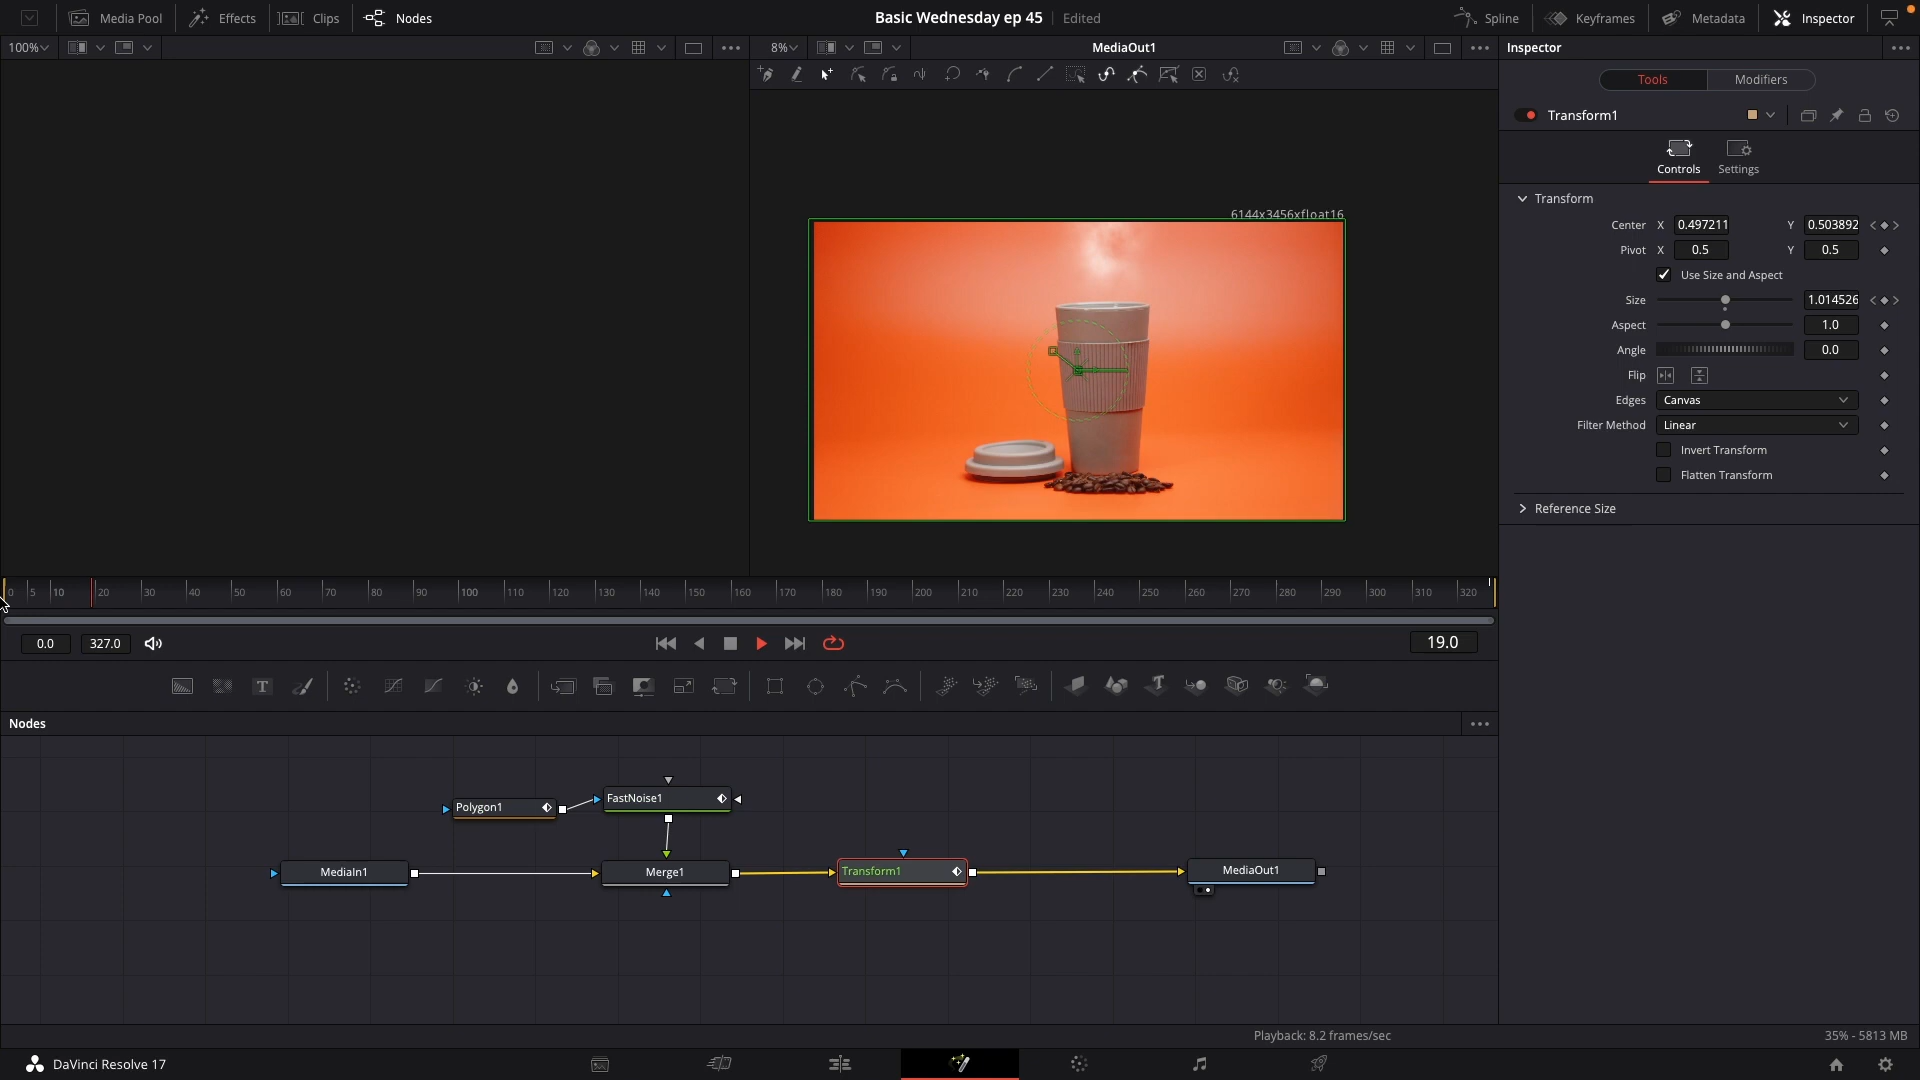 Media Pool
Effects
Clips
Nodes
Basic Wednesday ep 45
Edited
Spline
Keyframes
Metadata
Inspector
100%
8%
MediaOut1
Inspector
Tools
Modifiers
Transform1
Controls
Settings
Transform
Center X 0.497211 Y 0.503892
Pivot X 0.5 Y 0.5
Use Size and Aspect
Size 1.014526
Aspect 1.0
Angle 0.0
Flip
Edges Canvas
Filter Method Linear
Invert Transform
Flatten Transform
Reference Size
6144x3456xfloat16
0 5 10 20 30 40 50 60 70 80 90 100 110 120 130 140 150 160 170 180 190 200 210 220 230 240 250 260 270 280 290 300 310 320
0.0
327.0
19.0
Nodes
Polygon1
FastNoise1
MediaIn1
Merge1
Transform1
MediaOut1
Playback: 8.2 frames/sec
35% - 5813 MB
DaVinci Resolve 17